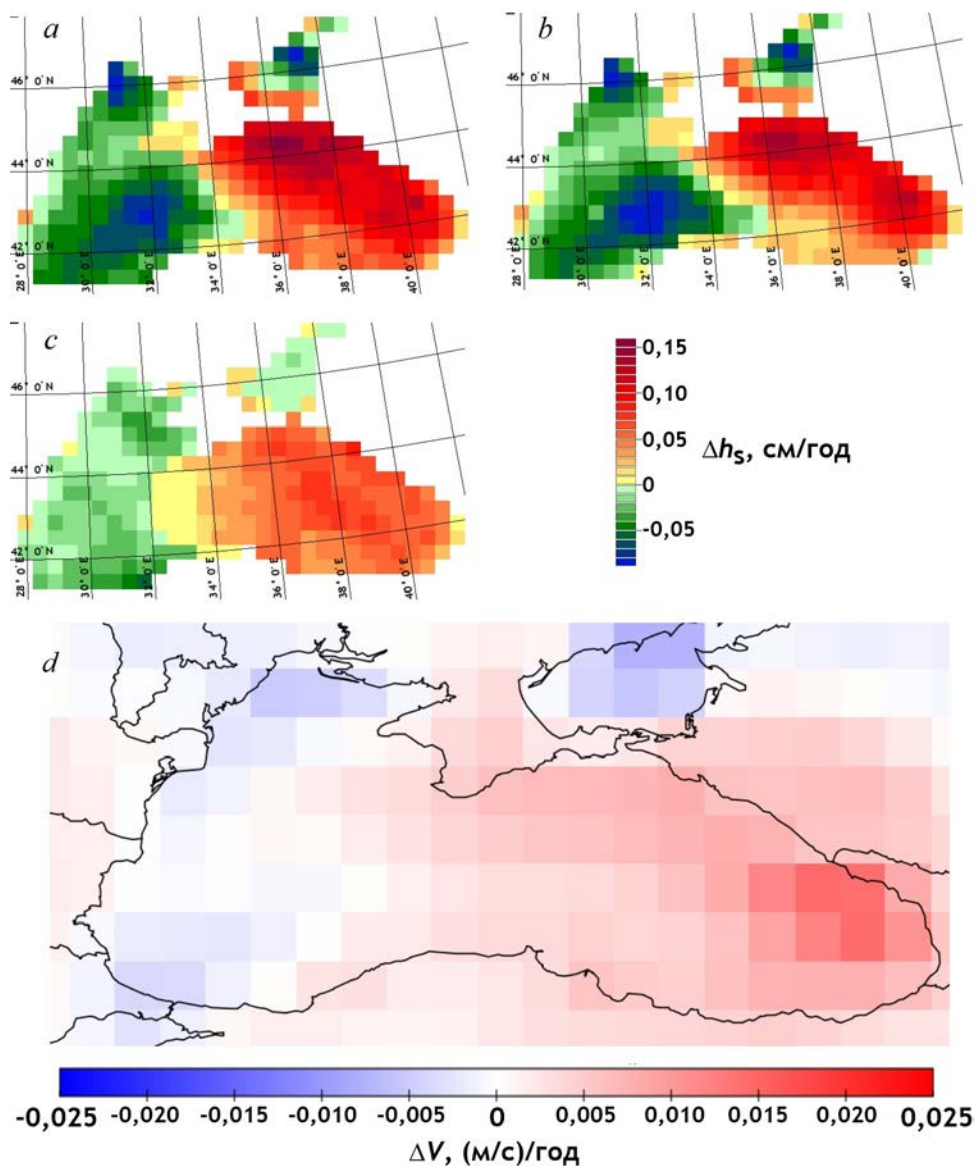 a
b
46° 0' N
46° 0' N
44° 0' N
44° 0' N
42° 0' N
42° 0' N
28° 0' E
30° 0' E
32° 0' E
34° 0' E
36° 0' E
38° 0' E
40° 0' E
28° 0' E
30° 0' E
32° 0' E
34° 0' E
36° 0' E
38° 0' E
40° 0' E
c
46° 0' N
44° 0' N
42° 0' N
28° 0' E
30° 0' E
32° 0' E
34° 0' E
36° 0' E
38° 0' E
40° 0' E
0,15
0,10
0,05
0
-0,05
Δhs, см/год
d
-0,025 -0,020 -0,015 -0,010 -0,005 0 0,005 0,010 0,015 0,020 0,025
ΔV, (м/с)/год